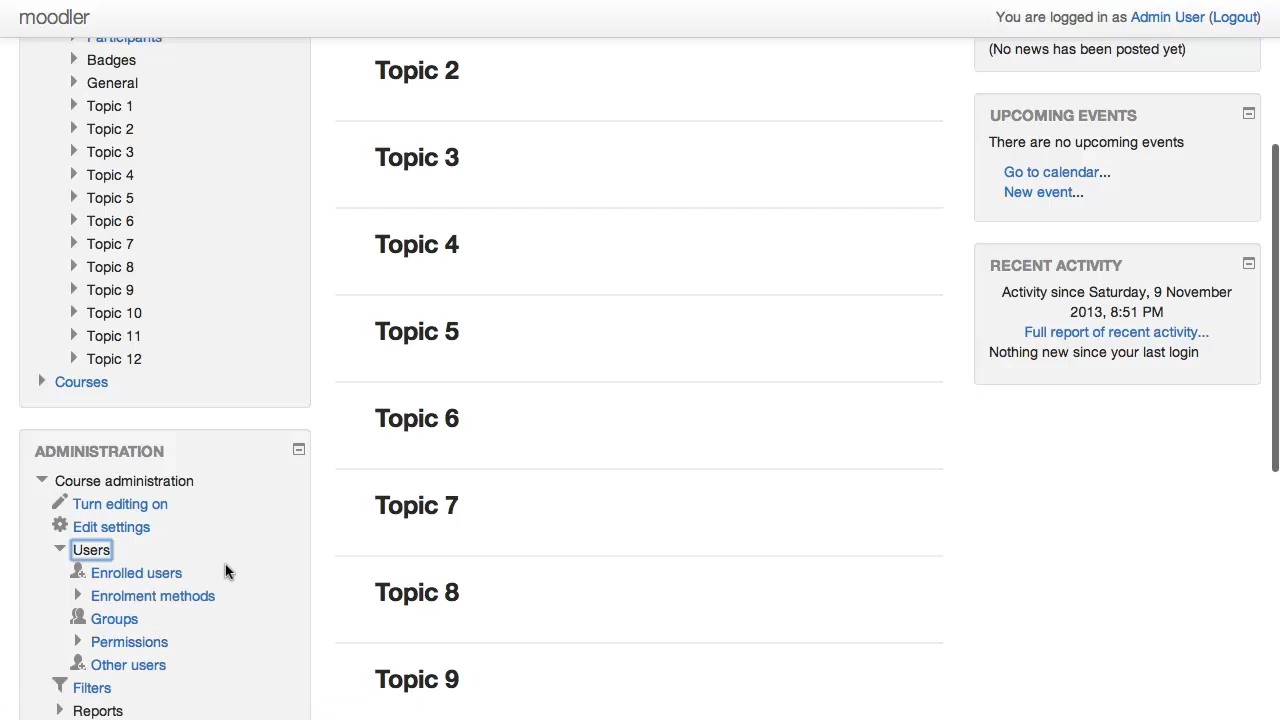 moodler
You are logged in as Admin User (Logout)
Participants
Badges
General
Topic 1
Topic 2
Topic 3
Topic 4
Topic 5
Topic 6
Topic 7
Topic 8
Topic 9
Topic 10
Topic 11
Topic 12
Courses
ADMINISTRATION
Course administration
Turn editing on
Edit settings
Users
Enrolled users
Enrolment methods
Groups
Permissions
Other users
Filters
Reports
Topic 2
Topic 3
Topic 4
Topic 5
Topic 6
Topic 7
Topic 8
Topic 9
(No news has been posted yet)
UPCOMING EVENTS
There are no upcoming events
Go to calendar...
New event...
RECENT ACTIVITY
Activity since Saturday, 9 November
2013, 8:51 PM
Full report of recent activity...
Nothing new since your last login